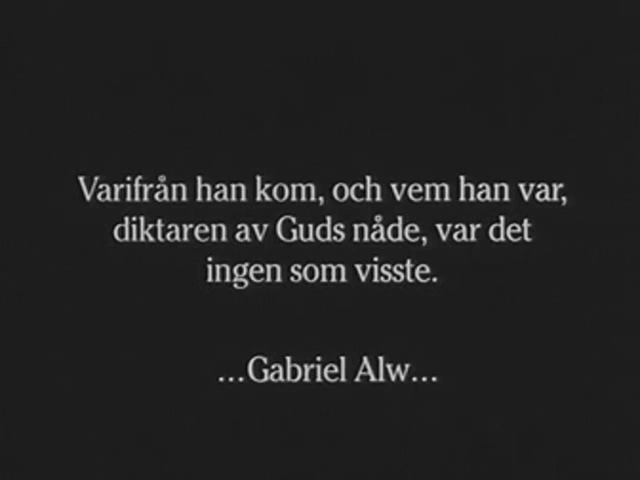 Varifrån han kom, och vem han var,
diktaren av Guds nåde, var det
ingen som visste.
...Gabriel Alw...